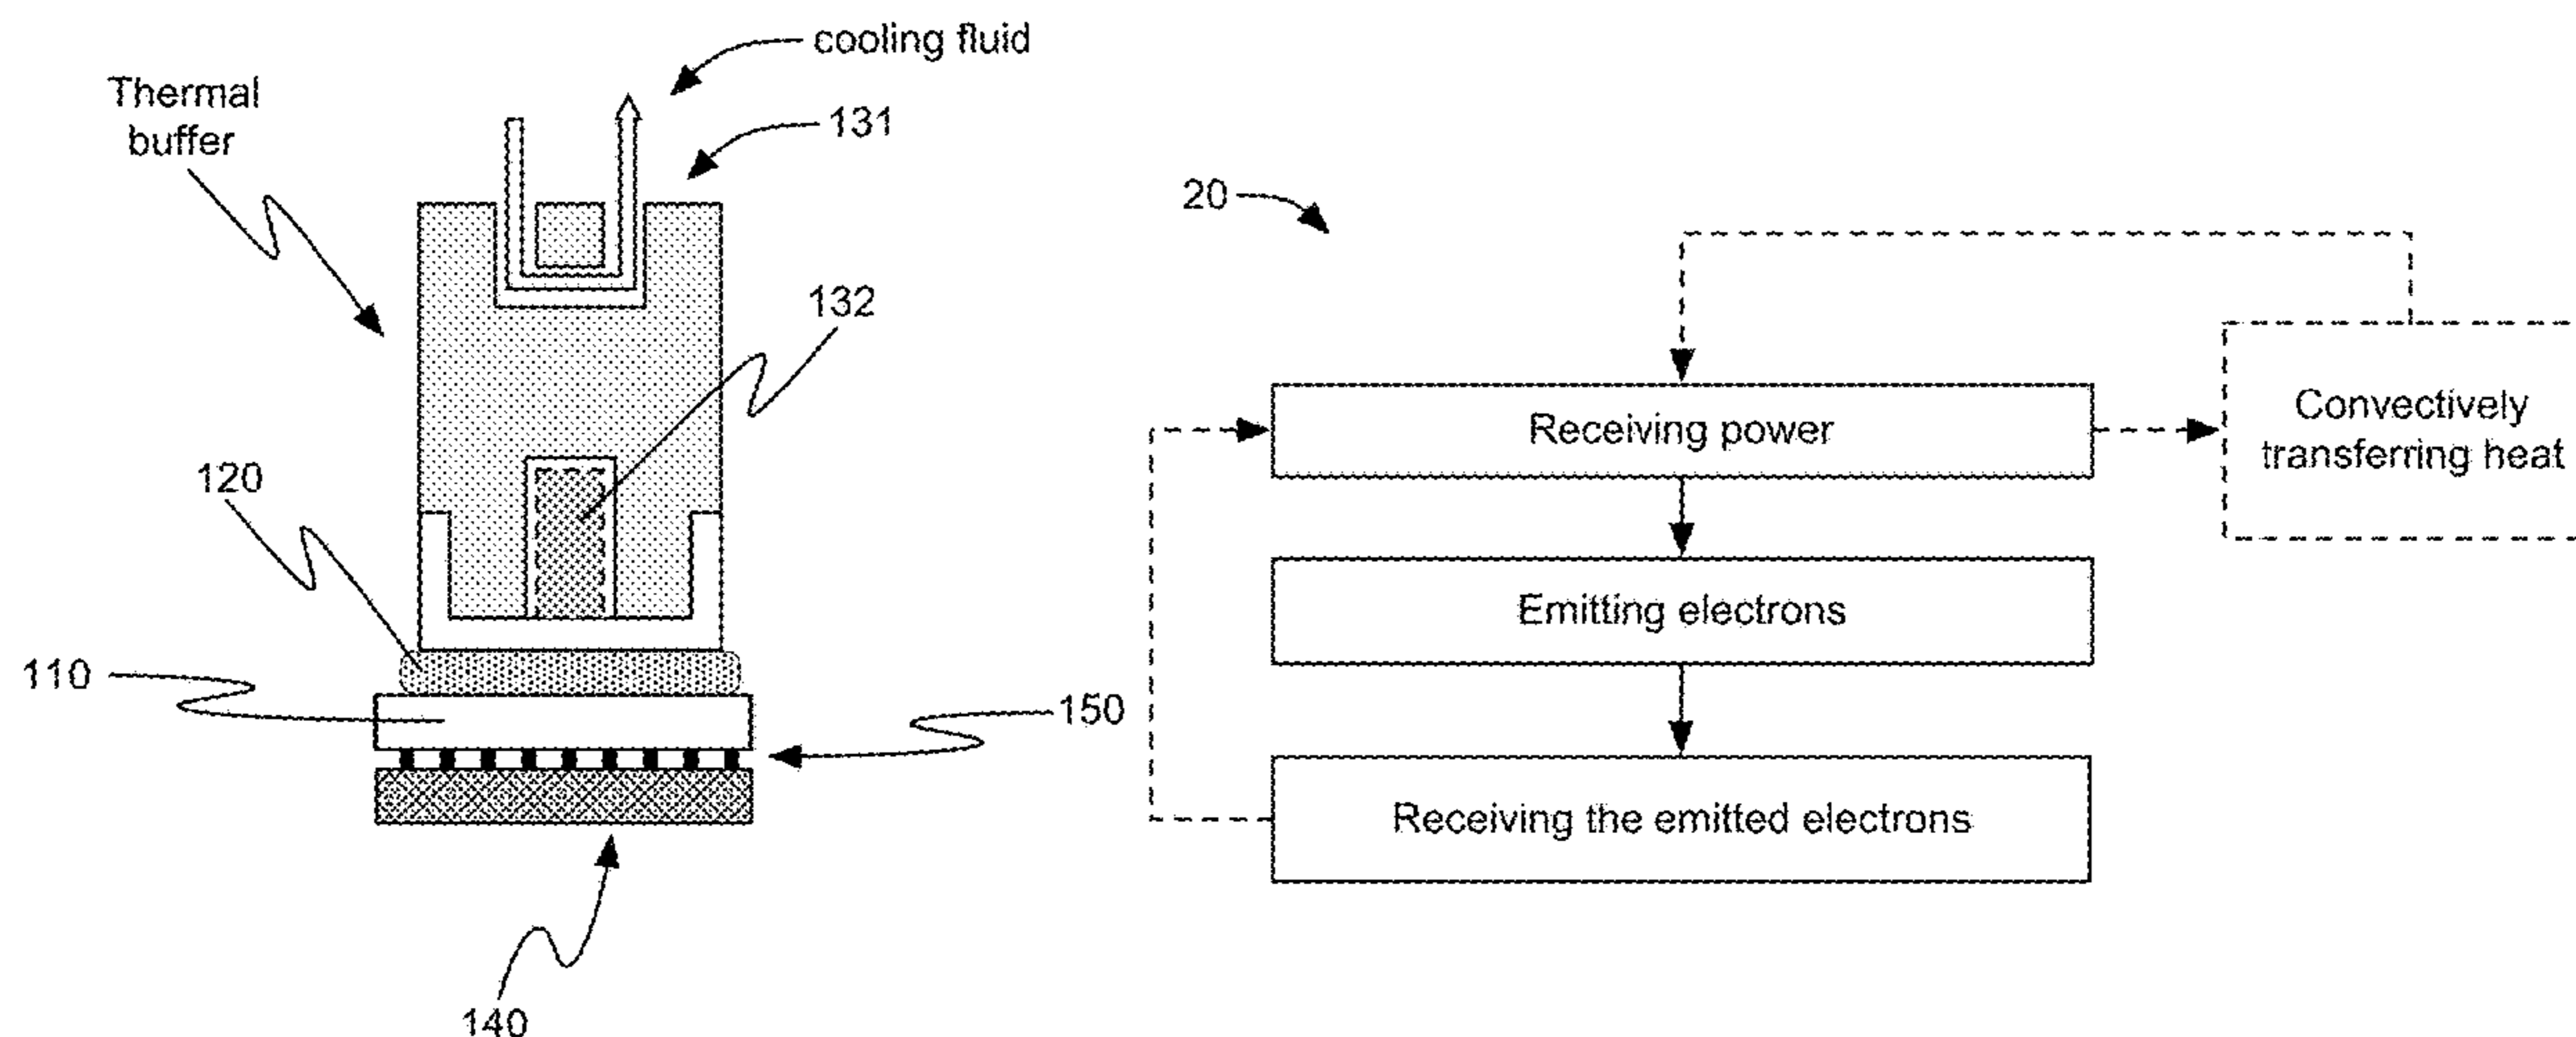 cooling fluid
Thermal
buffer
131
132
120
110
150
140
20
Receiving power
Convectively
transferring heat
Emitting electrons
Receiving the emitted electrons